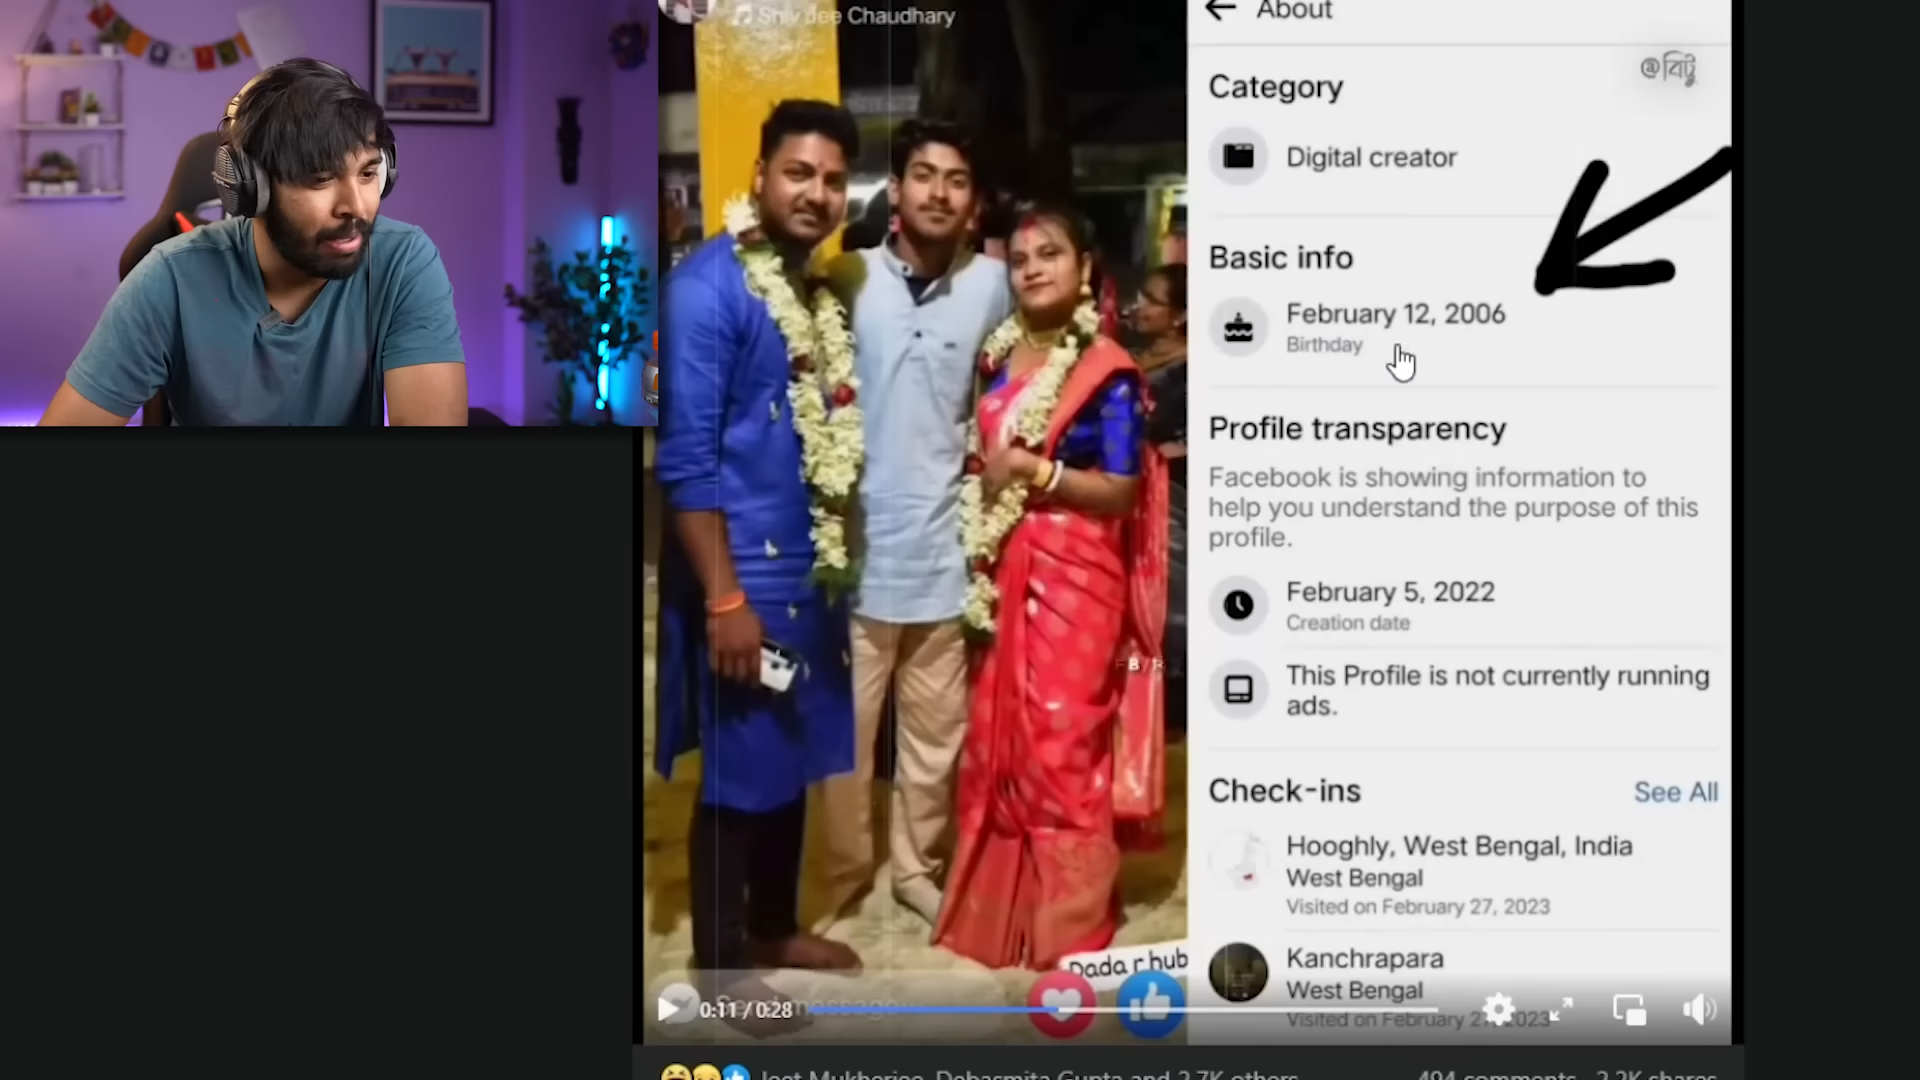 Shiv Jee Chaudhary
About
@বিট্টু
Category
Digital creator
Basic info
February 12, 2006
Birthday
Profile transparency
Facebook is showing information to
help you understand the purpose of this
profile.
February 5, 2022
Creation date
This Profile is not currently running
ads.
Check-ins
See All
Hooghly, West Bengal, India
West Bengal
Visited on February 27, 2023
Kanchrapara
West Bengal
Visited on February 27, 2023
Dada r hub
Send message
0:11 / 0:28
Jeet Mukherjee, Debasmita Gupta and 2.7K others
494 comments
2.2K shares